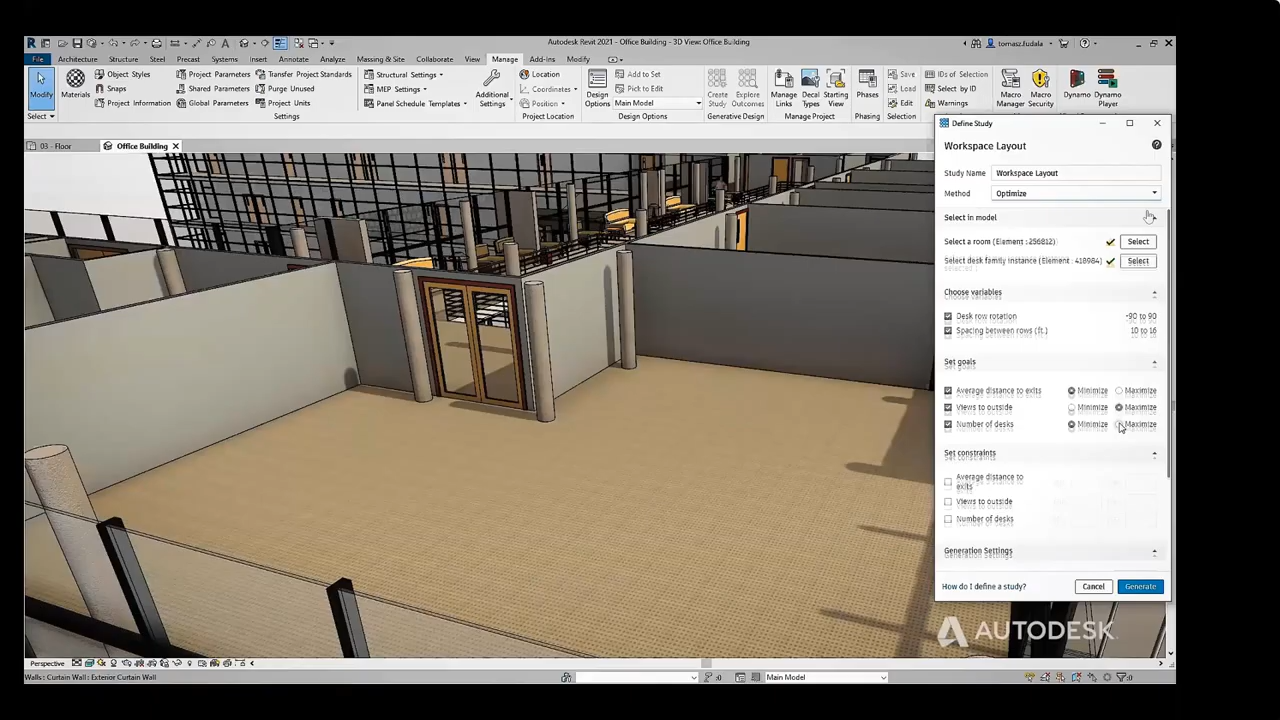 Autodesk Revit 2021 - Office Building - 3D View: Office Building
tomasz.fudala
File Architecture Structure Steel Precast Systems Insert Annotate Analyze Massing & Site Collaborate View Manage Add-Ins Modify
Object Styles Project Parameters Transfer Project Standards Structural Settings Location Add to Set Save IDs of Selection
Snaps Shared Parameters Purge Unused MEP Settings Coordinates Pick to Edit Load Select by ID
Modify Materials Project Information Global Parameters Project Units Panel Schedule Templates Additional Settings Position Design Options Main Model Create Study Explore Outcomes Manage Links Decal Types Starting View Phases Edit Warnings Macro Manager Macro Security Dynamo Dynamo Player
Select Settings Project Location Design Options Generative Design Manage Project Phasing Selection
Define Study
03 - Floor Office Building
Workspace Layout
Study Name Workspace Layout
Method Optimize
Select in model
Select a room (Element : 256812) Select
Select desk family instance (Element : 418984) Select
Choose variables
Desk row rotation -90 to 90
Spacing between rows (ft.) 10 to 16
Set goals
Average distance to exits Minimize Maximize
Views to outside Minimize Maximize
Number of desks Minimize Maximize
Set constraints
Average distance to
exits
Views to outside
Number of desks
Generation Settings
How do I define a study? Cancel Generate
AUTODESK
Perspective
Walls : Curtain Wall : Exterior Curtain Wall :0 Main Model :0